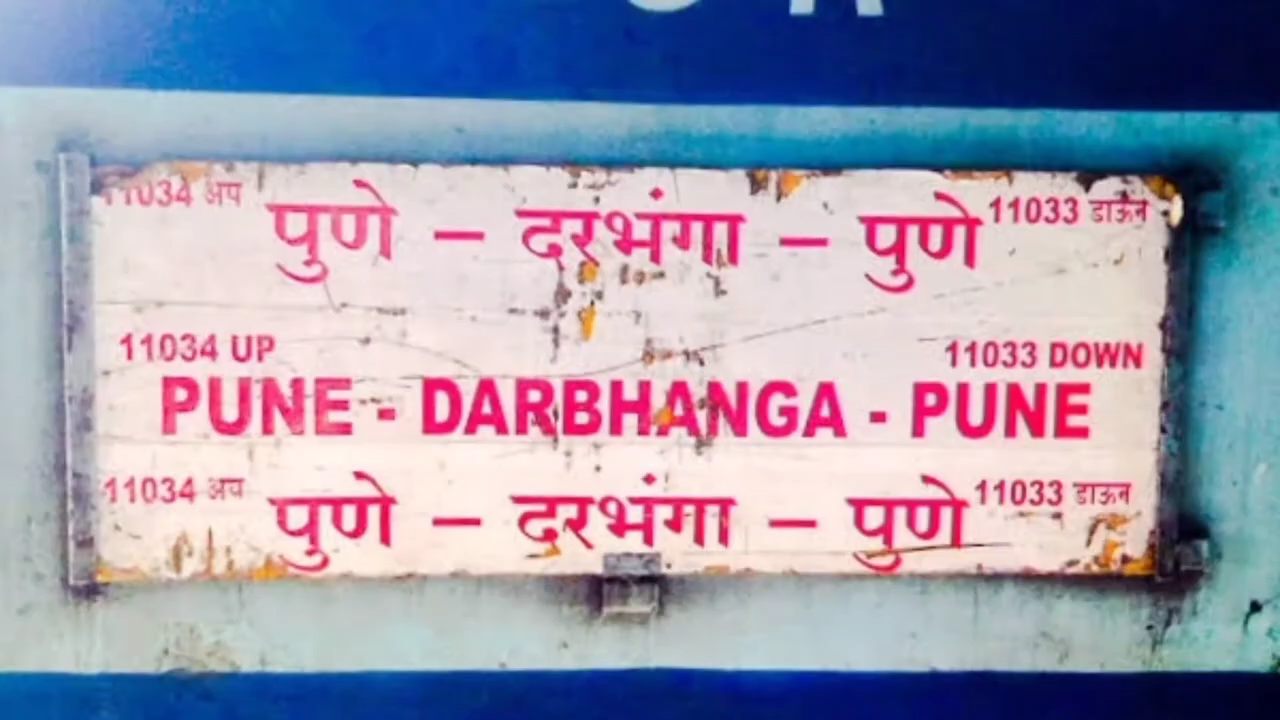 11034 अप पुणे – दरभंगा – पुणे 11033 डाऊन
11034 UP 11033 DOWN
PUNE - DARBHANGA - PUNE
11034 अप पुणे – दरभंगा – पुणे 11033 डाऊन